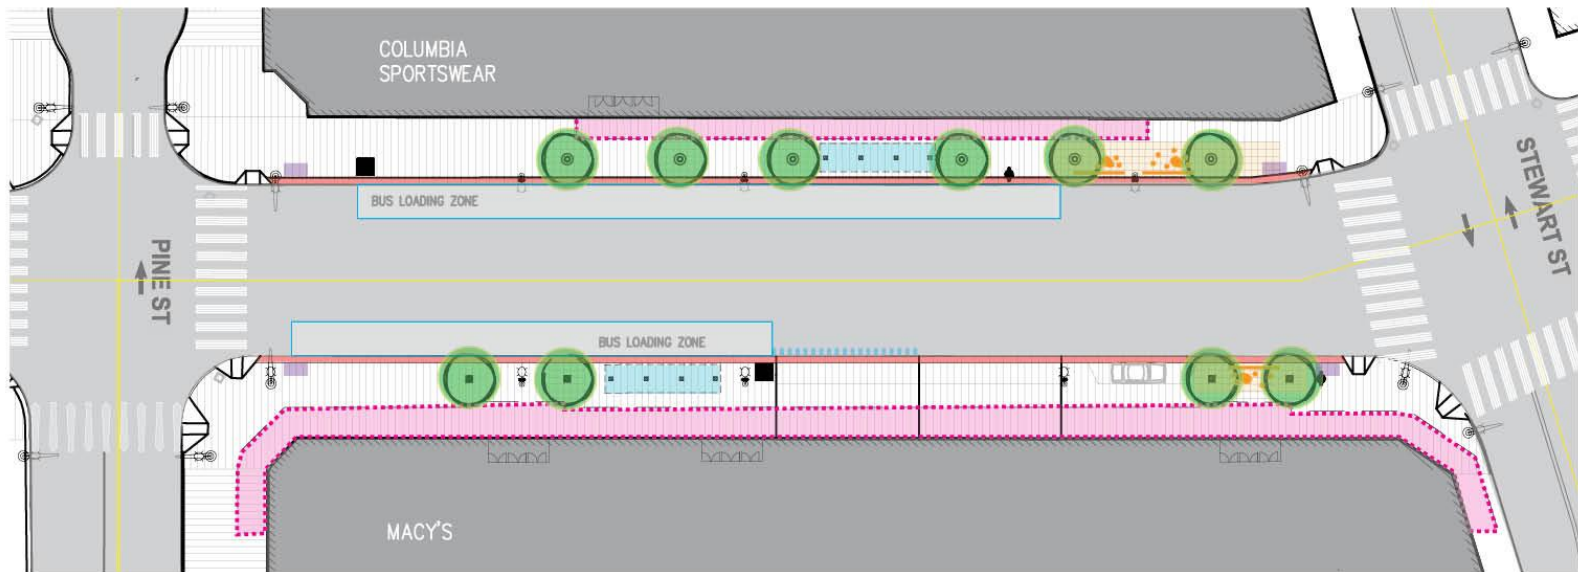 COLUMBIA
SPORTSWEAR
BUS LOADING ZONE
STEWART ST
PINE ST
BUS LOADING ZONE
MACY'S